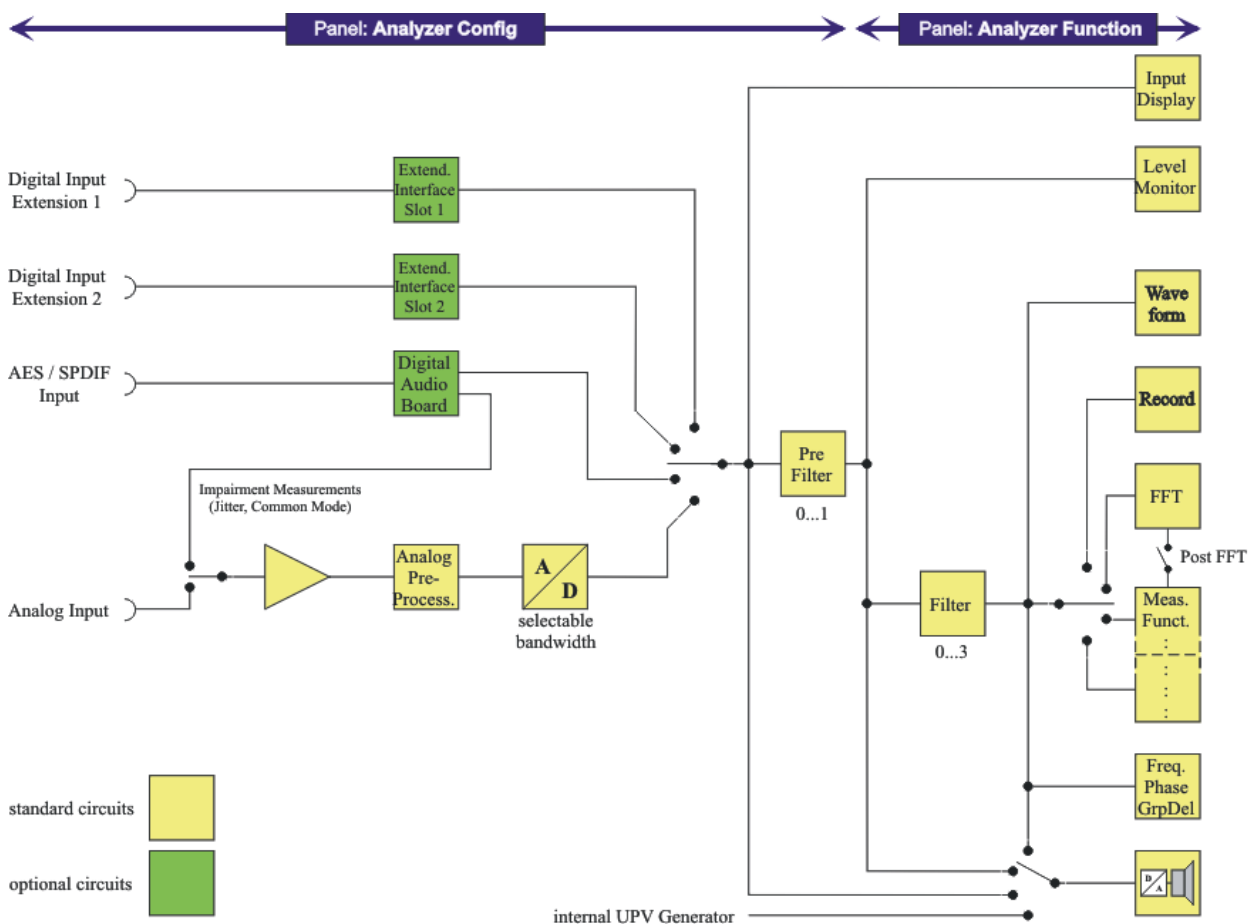 Panel: Analyzer Config
Panel: Analyzer Function
Input
Display
Digital Input
Extension 1
Extend.
Interface
Slot 1
Level
Monitor
Digital Input
Extension 2
Extend.
Interface
Slot 2
Wave
form
AES / SPDIF
Input
Digital
Audio
Board
Record
Pre
Filter
0...1
Impairment Measurements
(Jitter, Common Mode)
FFT
Post FFT
Analog Input
Analog
Pre-
Process.
A
D
selectable
bandwidth
Filter
0...3
Meas.
Funct.
:
:
:
:
Freq.
Phase
GrpDel
standard circuits
optional circuits
internal UPV Generator
D
A